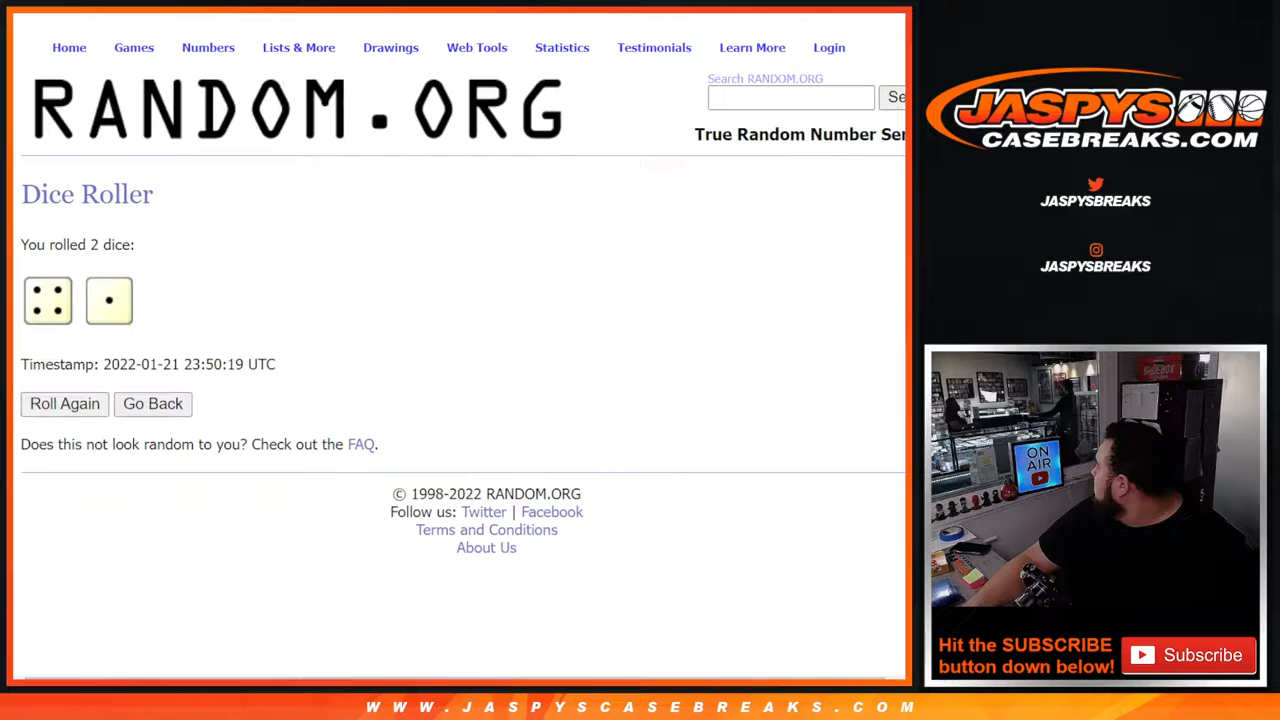 Home Games Numbers Lists & More Drawings Web Tools Statistics Testimonials Learn More Login
RANDOM.ORG
Search RANDOM.ORG
Se
True Random Number Ser
Dice Roller
You rolled 2 dice:
Timestamp: 2022-01-21 23:50:19 UTC
Roll Again Go Back
Does this not look random to you? Check out the FAQ.
© 1998-2022 RANDOM.ORG
Follow us: Twitter | Facebook
Terms and Conditions
About Us
JASPYS
CASEBREAKS.COM
JASPYSBREAKS
JASPYSBREAKS
SHOEBOX
ON
AIR
Hit the SUBSCRIBE
button down below!
Subscribe
WWW.JASPYSCASEBREAKS.COM